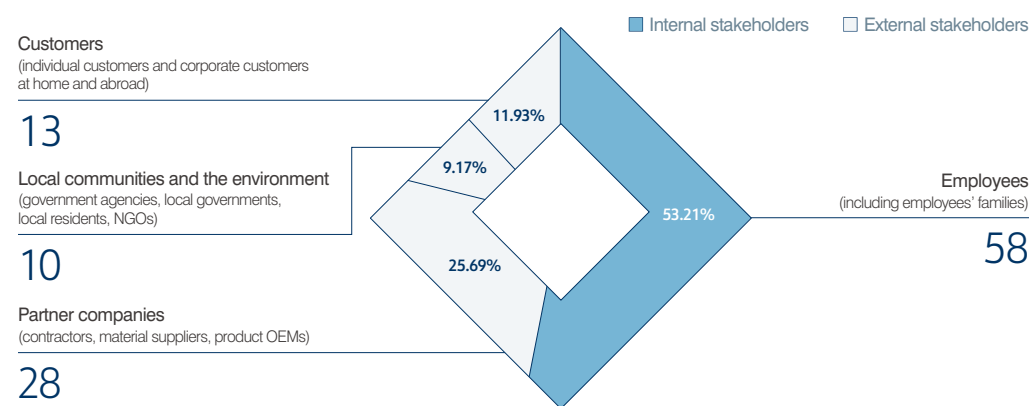 Internal stakeholders
External stakeholders
Customers
(individual customers and corporate customers
at home and abroad)
13
Local communities and the environment
(government agencies, local governments,
local residents, NGOs)
10
Partner companies
(contractors, material suppliers, product OEMs)
28
11.93%
9.17%
25.69%
53.21%
Employees
(including employees’ families)
58